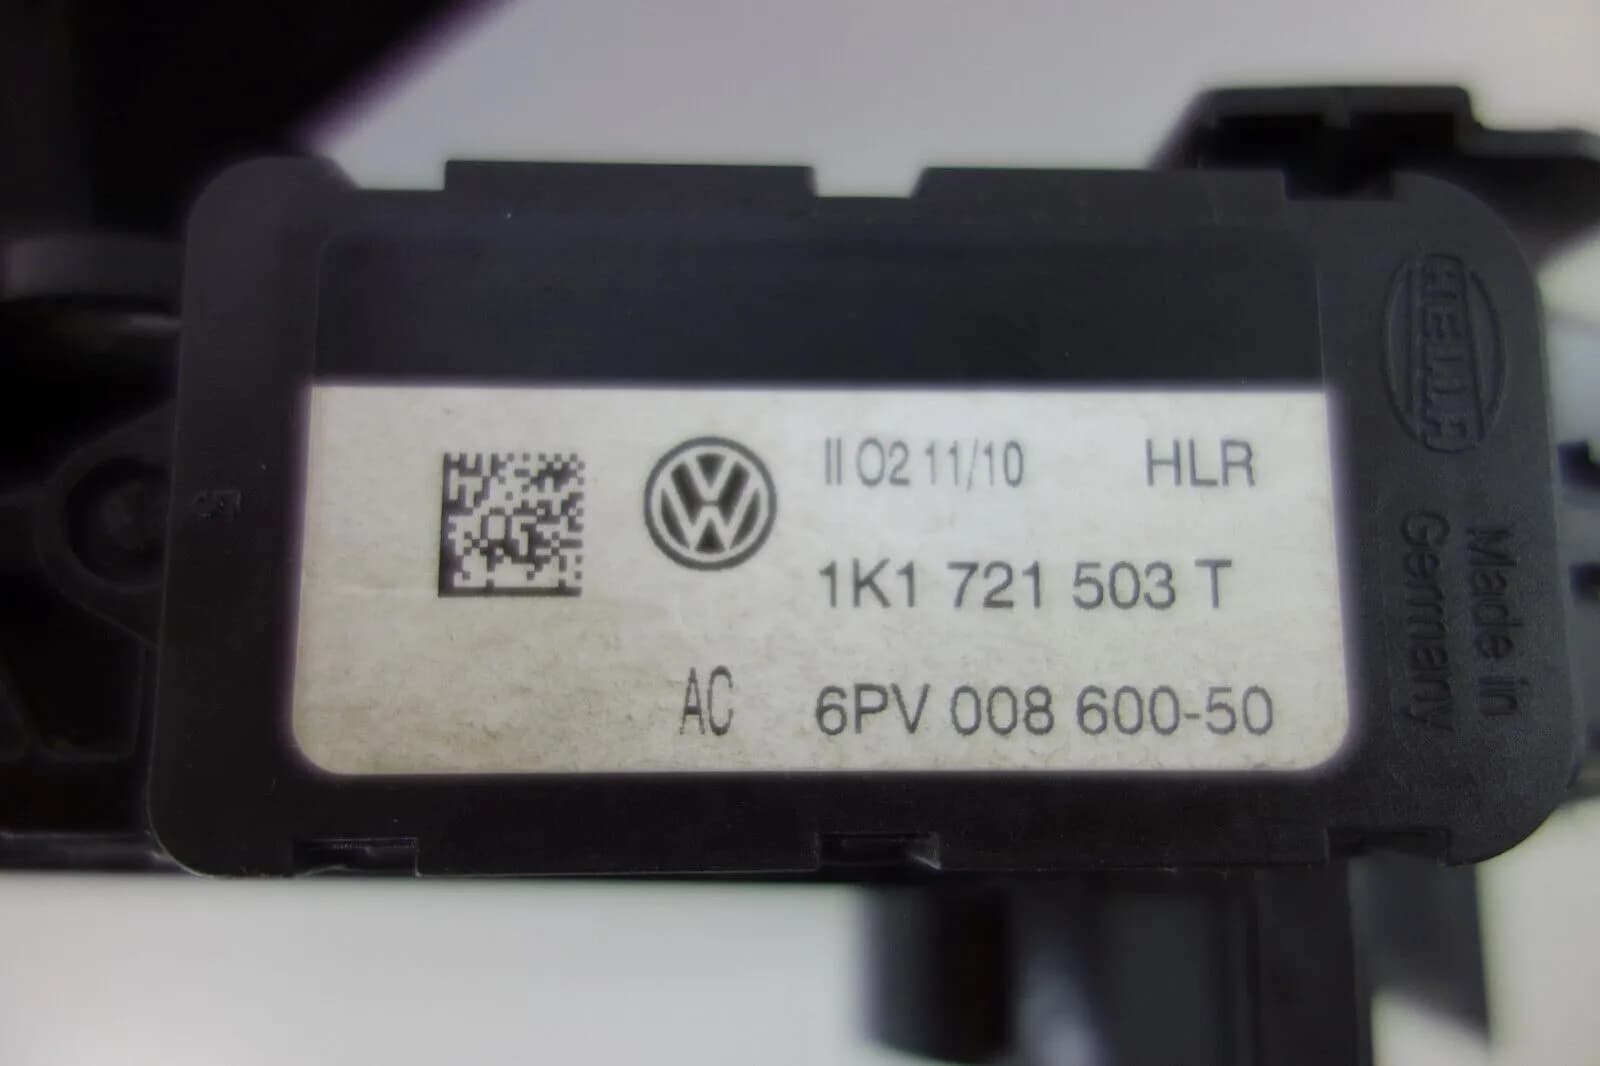 II O2 11/10 HLR
1K1 721 503 T
AC 6PV 008 600-50
HELLA
Made in
Germany